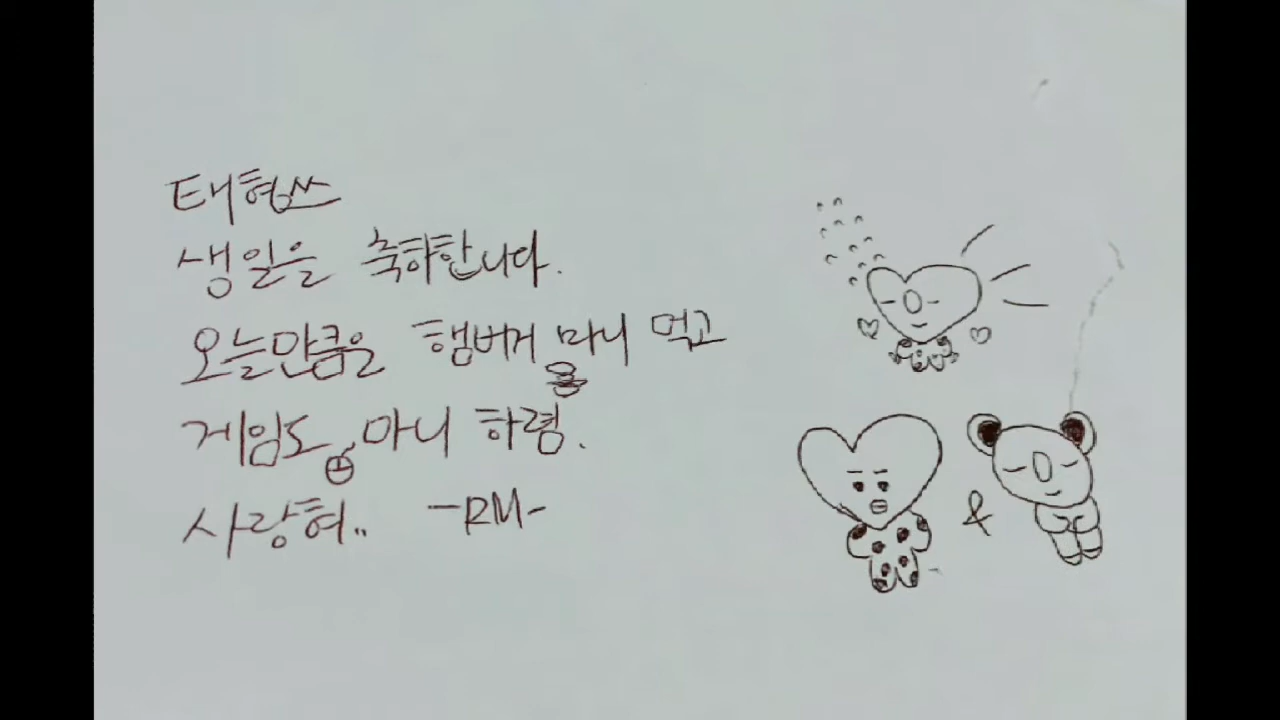 태형쓰
생일을 축하합니다.
오늘만큼은 햄버거 마니 먹고
게임도 마니 하렴.
사랑혀.. -RM-
&